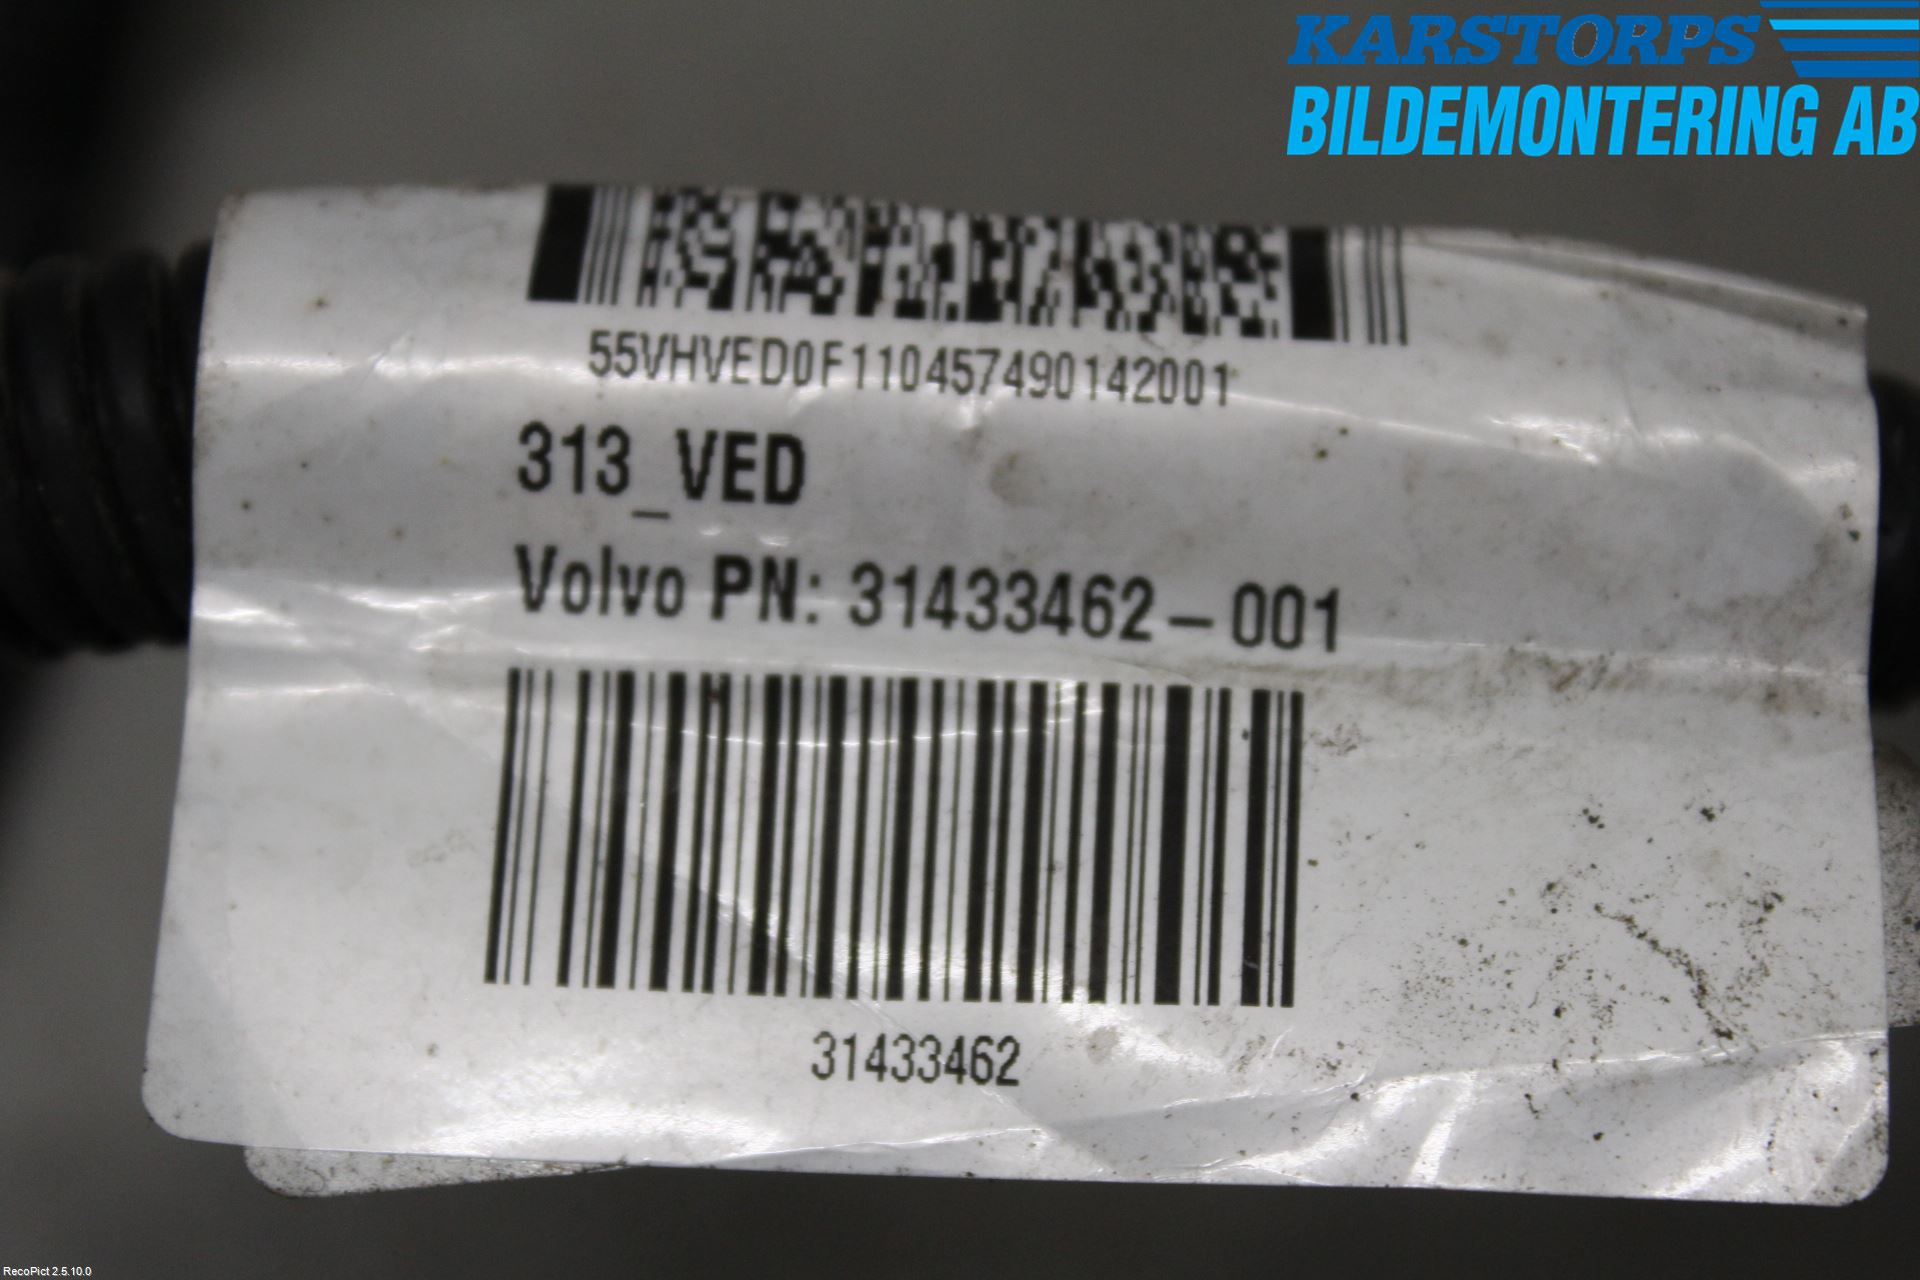 KARSTORPS
BILDEMONTERING AB
55VHVED0F110457490142001
313_VED
Volvo PN: 31433462-001
31433462
RecoPict 2.5.10.0